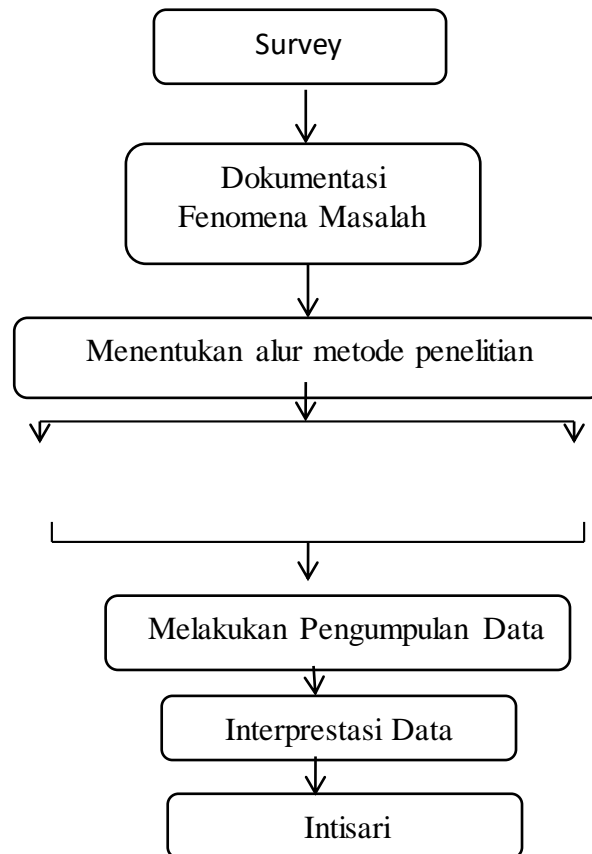 Survey
Dokumentasi
Fenomena Masalah
Menentukan alur metode penelitian
Melakukan Pengumpulan Data
Interprestasi Data
Intisari